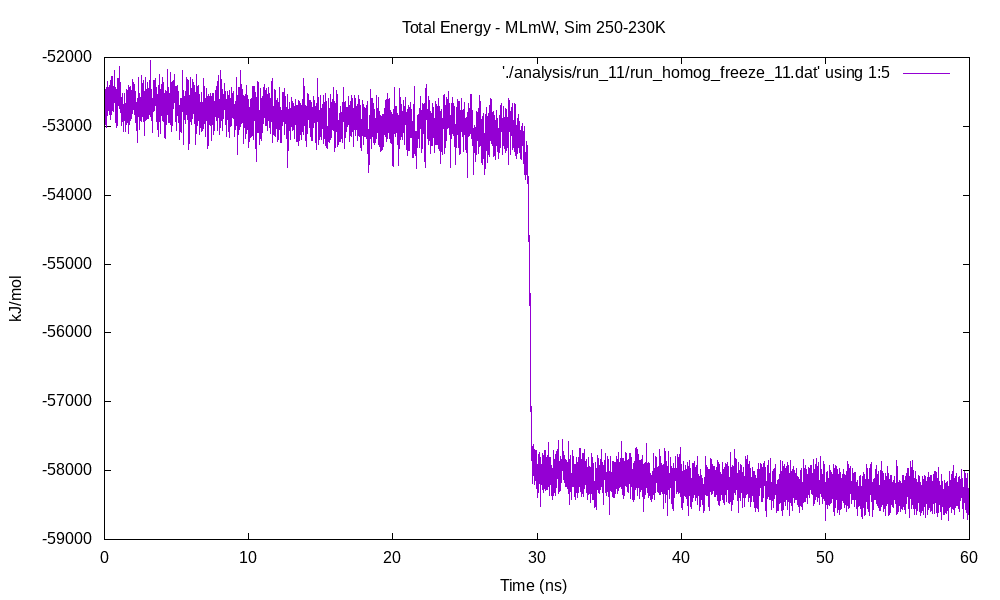 Total Energy - MLmW, Sim 250-230K
'./analysis/run_11/run_homog_freeze_11.dat' using 1:5
-52000
-53000
-54000
-55000
-56000
-57000
-58000
-59000
kJ/mol
0 10 20 30 40 50 60
Time (ns)